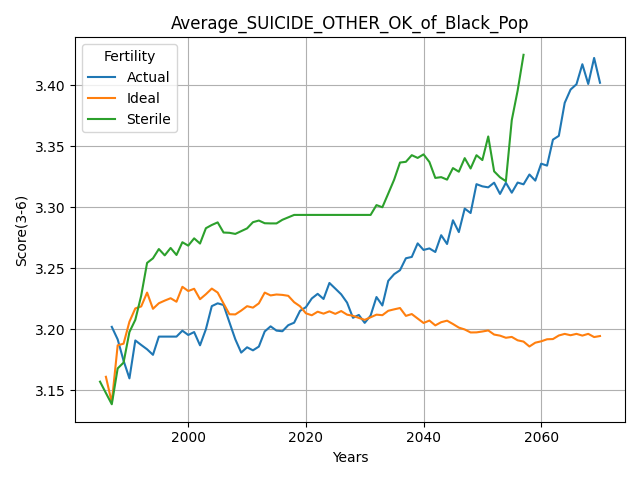 Average_SUICIDE_OTHER_OK_of_Black_Pop
Fertility
Actual
Ideal
Sterile
Score(3-6)
3.40
3.35
3.30
3.25
3.20
3.15
2000
2020
2040
2060
Years